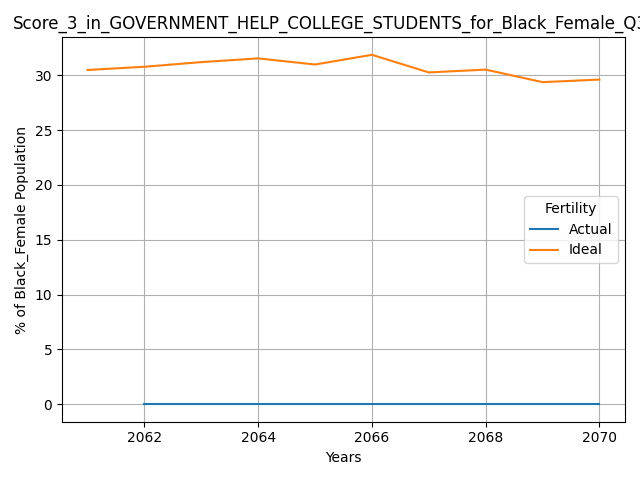 Score_3_in_GOVERNMENT_HELP_COLLEGE_STUDENTS_for_Black_Female_Q3
30
25
20
15
10
5
0
% of Black_Female Population
Fertility
Actual
Ideal
2062 2064 2066 2068 2070
Years